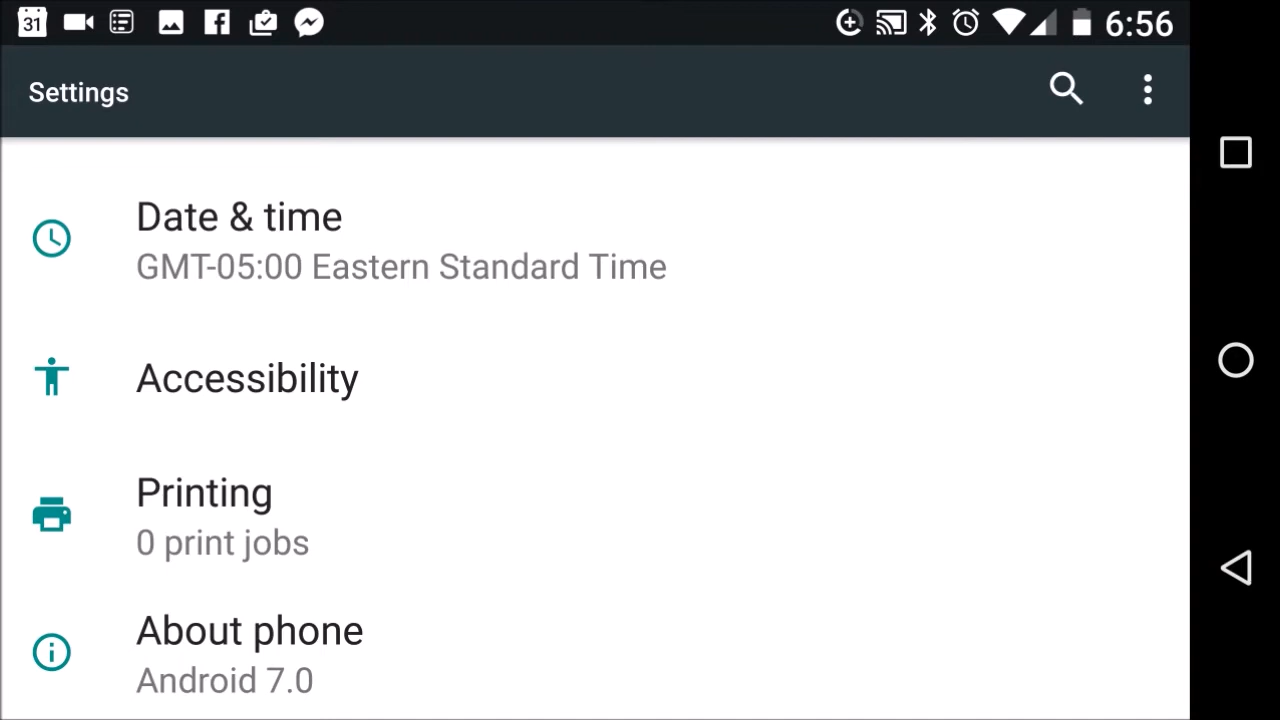 31
6:56
Settings
Date & time
GMT-05:00 Eastern Standard Time
Accessibility
Printing
0 print jobs
About phone
Android 7.0